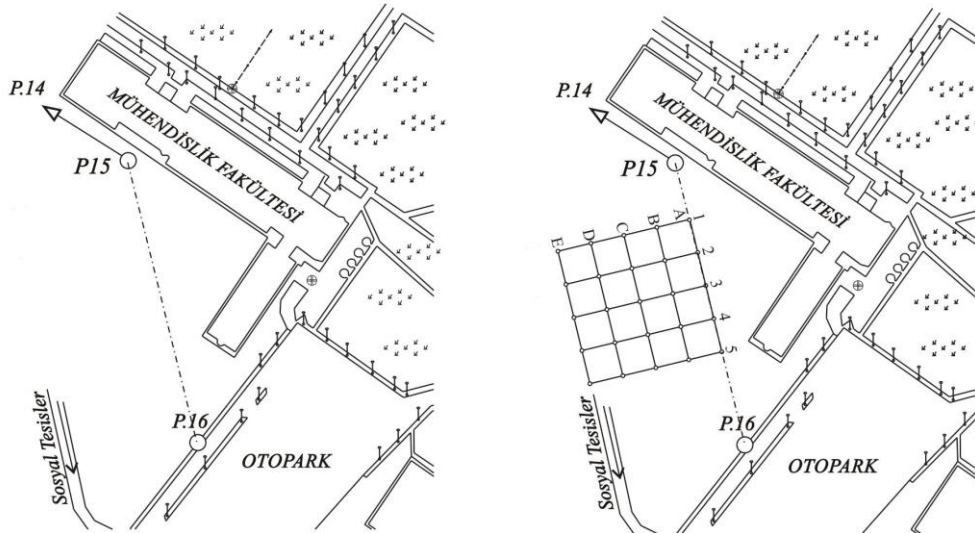 P.14
P15
MÜHENDİSLİK FAKÜLTESİ
P.16
OTOPARK
Sosyal Tesisler
P.14
P15
MÜHENDİSLİK FAKÜLTESİ
E D C B A
1
2
3
4
5
P.16
OTOPARK
Sosyal Tesisler